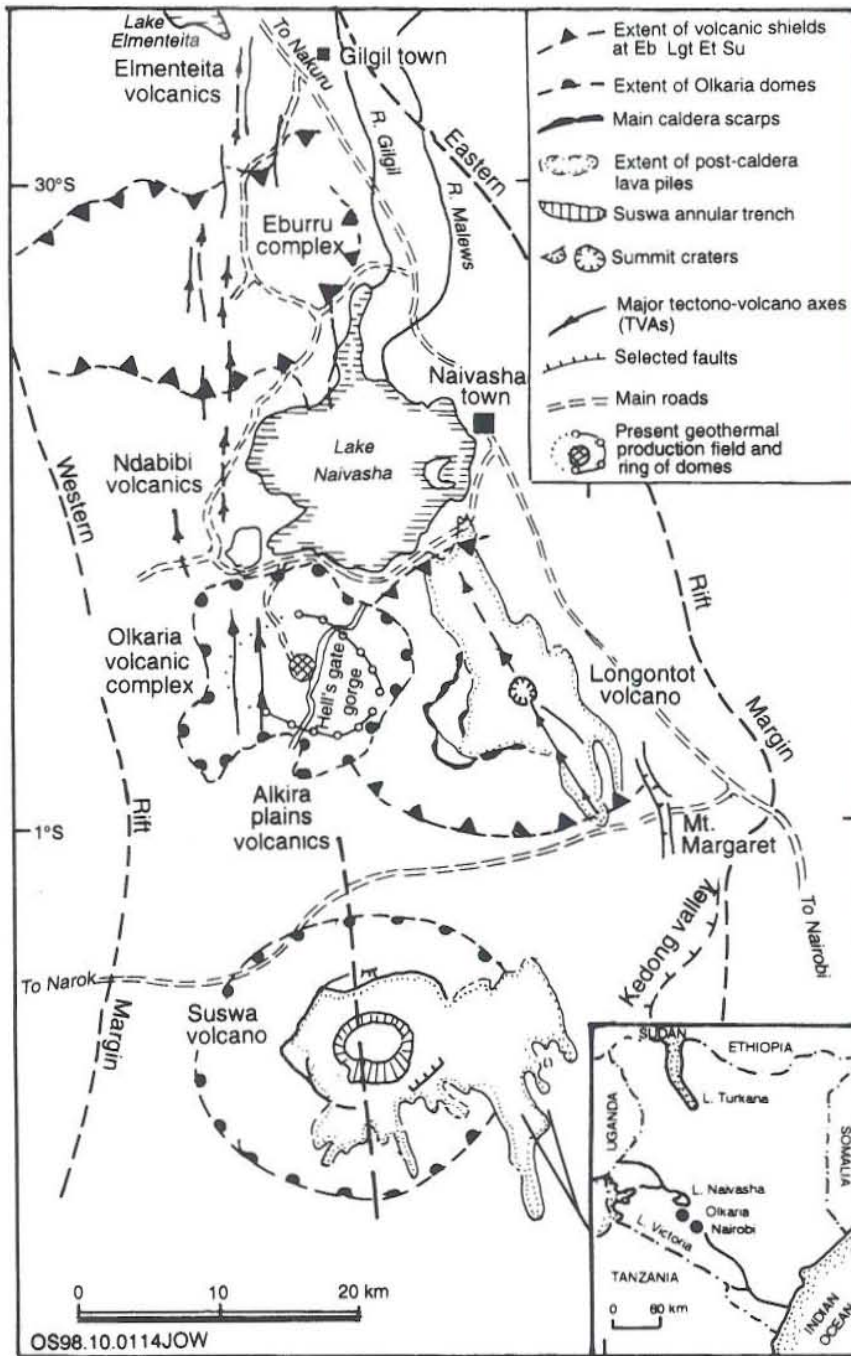 Lake
Elmenteita
Elmenteita
volcanics
To Nakuru
Gilgil town
R. Gilgil
R. Malews
Eastern
30°S
Eburru
complex
Naivasha
town
Lake
Naivasha
Ndabibi
volcanics
Western
Rift
Margin
Rift
Margin
Olkaria
volcanic
complex
Hell's gate
gorge
Longontot
volcano
Alkira
plains
volcanics
1°S
Mt.
Margaret
To Nairobi
Kedong valley
To Narok
Suswa
volcano
0 10 20 km
OS98.10.0114JOW
Extent of volcanic shields
at Eb Lgt Et Su
Extent of Olkaria domes
Main caldera scarps
Extent of post-caldera
lava piles
Suswa annular trench
Summit craters
Major tectono-volcano axes
(TVAs)
Selected faults
Main roads
Present geothermal
production field and
ring of domes
SUDAN
ETHIOPIA
L. Turkana
UGANDA
SOMALIA
L. Naivasha
Olkaria
Nairobi
L. Victoria
TANZANIA
0 60 km
INDIAN
OCEAN